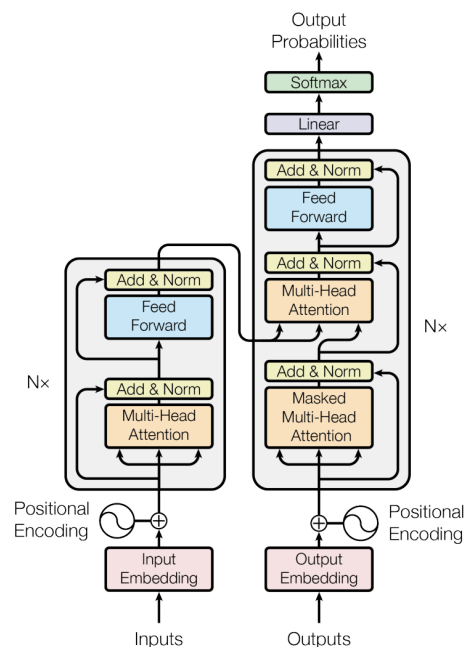 Output
Probabilities
Softmax
Linear
Add & Norm
Feed
Forward
Add & Norm
Multi-Head
Attention
Add & Norm
Masked
Multi-Head
Attention
N×
Positional
Encoding
Output
Embedding
Outputs
Add & Norm
Feed
Forward
Add & Norm
Multi-Head
Attention
N×
Positional
Encoding
Input
Embedding
Inputs